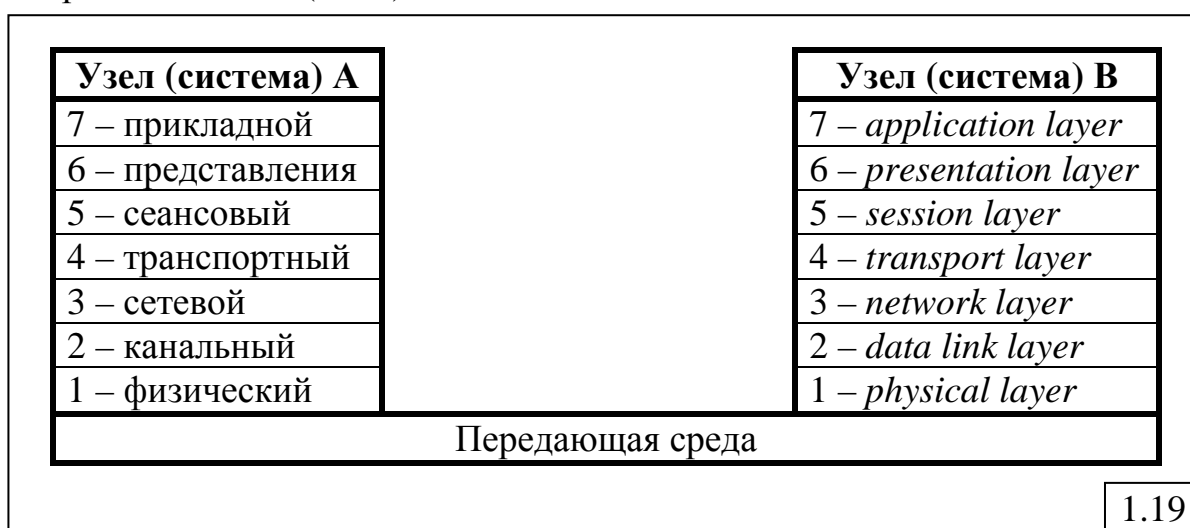 Узел (система) А
7 – прикладной
6 – представления
5 – сеансовый
4 – транспортный
3 – сетевой
2 – канальный
1 – физический
Узел (система) В
7 – application layer
6 – presentation layer
5 – session layer
4 – transport layer
3 – network layer
2 – data link layer
1 – physical layer
Передающая среда
1.19